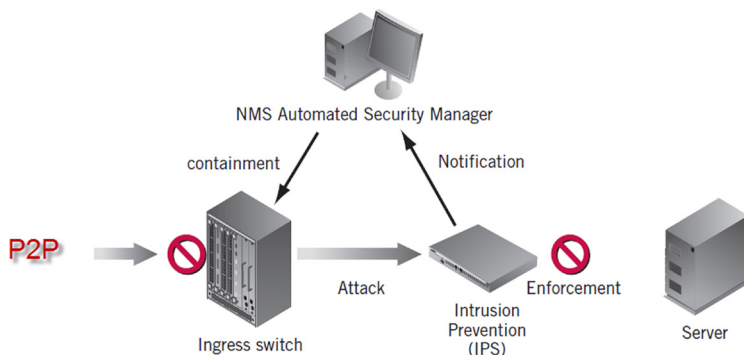 NMS Automated Security Manager
containment
Notification
P2P
Attack
Enforcement
Intrusion
Prevention
(IPS)
Ingress switch
Server